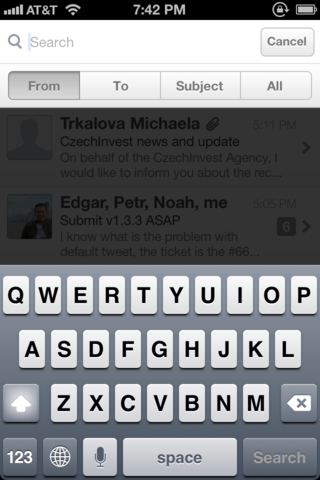 AT&T 7:42 PM
Search Cancel
From To Subject All
Trkalova Michaela 5:11 PM
CzechInvest news and update
On behalf of the CzechInvest Agency, I
would like to inform you about the rec...
Edgar, Petr, Noah, me 5:05 PM
Submit v1.3.3 ASAP 6
I know what is the problem with
default tweet, the ticket is the #66...
Q W E R T Y U I O P
A S D F G H J K L
Z X C V B N M
123 space Search